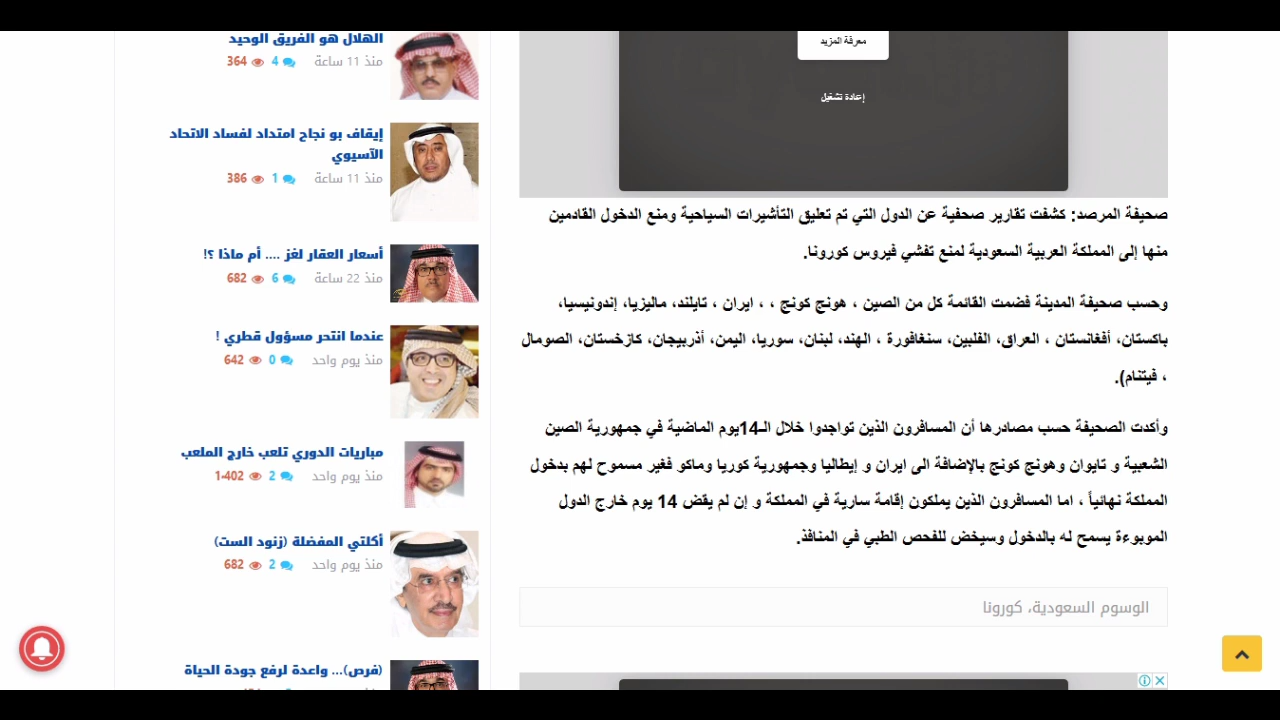 معرفة المزيد
إعادة تشغيل
صحيفة المرصد: كشفت تقارير صحفية عن الدول التي تم تعليق التأشيرات السياحية ومنع الدخول القادمين
منها إلى المملكة العربية السعودية لمنع تفشي فيروس كورونا.
وحسب صحيفة المدينة فضمت القائمة كل من الصين ، هونج كونج ، ، ايران ، تايلند، ماليزيا، إندونيسيا،
باكستان، أفغانستان ، العراق، الفلبين، سنغافورة ، الهند، لبنان، سوريا، اليمن، أذربيجان، كازخستان، الصومال
، فيتنام).
وأكدت الصحيفة حسب مصادرها أن المسافرون الذين تواجدوا خلال الـ14يوم الماضية في جمهورية الصين
الشعبية و تايوان وهونج كونج بالإضافة الى ايران و إيطاليا وجمهورية كوريا وماكو فغير مسموح لهم بدخول
المملكة نهائياً ، اما المسافرون الذين يملكون إقامة سارية في المملكة و إن لم يقض 14 يوم خارج الدول
الموبوءة يسمح له بالدخول وسيخض للفحص الطبي في المنافذ.
الوسوم السعودية، كورونا
الهلال هو الفريق الوحيد
منذ 11 ساعة 4 364
إيقاف بو نجاح امتداد لفساد الاتحاد
الآسيوي
منذ 11 ساعة 1 386
أسعار العقار لغز .... أم ماذا ؟!
منذ 22 ساعة 6 682
عندما انتحر مسؤول قطري !
منذ يوم واحد 0 642
مباريات الدوري تلعب خارج الملعب
منذ يوم واحد 2 1٬402
أكلتي المفضلة (زنود الست)
منذ يوم واحد 2 682
(فرص)... واعدة لرفع جودة الحياة